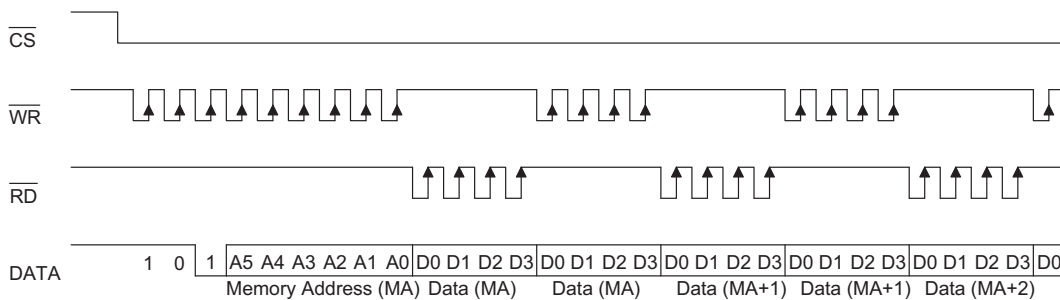 CS
WR
RD
DATA 1 0 1 A5 A4 A3 A2 A1 A0 D0 D1 D2 D3 D0 D1 D2 D3 D0 D1 D2 D3 D0 D1 D2 D3 D0 D1 D2 D3 D0
Memory Address (MA) Data (MA) Data (MA) Data (MA+1) Data (MA+1) Data (MA+2)